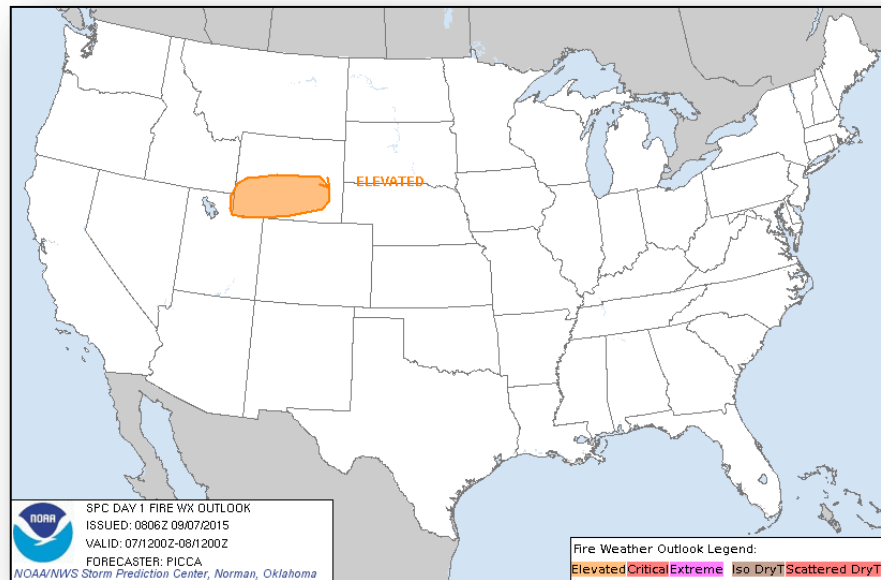 ELEVATED
NOAA
SPC DAY 1 FIRE WX OUTLOOK
ISSUED: 0806Z 09/07/2015
VALID: 07/1200Z-08/1200Z
FORECASTER: PICCA
NOAA/NWS Storm Prediction Center, Norman, Oklahoma
Fire Weather Outlook Legend:
Elevated Critical Extreme Iso DryT Scattered DryT